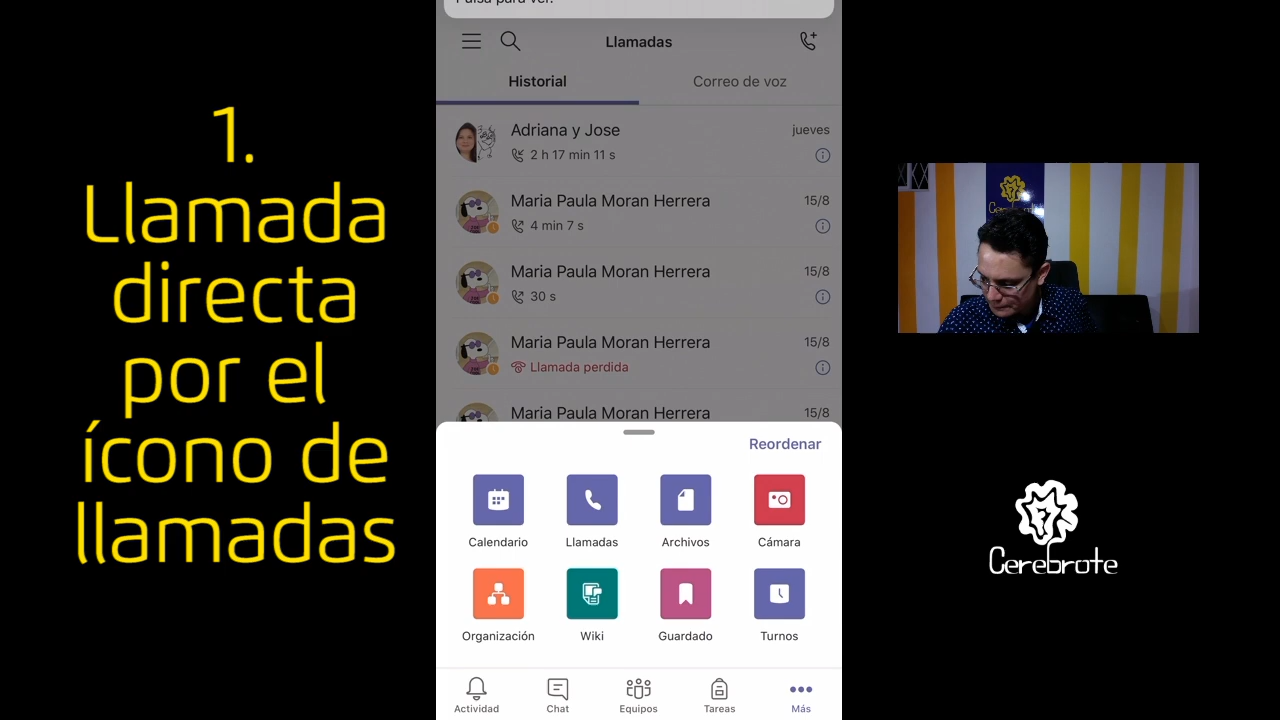 1.
Llamada
directa
por el
ícono de
llamadas
Pulsa para ver.
Llamadas
Historial
Correo de voz
Adriana y Jose
jueves
2 h 17 min 11 s
Maria Paula Moran Herrera
15/8
4 min 7 s
Maria Paula Moran Herrera
15/8
30 s
Maria Paula Moran Herrera
15/8
Llamada perdida
Maria Paula Moran Herrera
15/8
Reordenar
Calendario
Llamadas
Archivos
Cámara
Organización
Wiki
Guardado
Turnos
Actividad
Chat
Equipos
Tareas
Más
Cerebrote